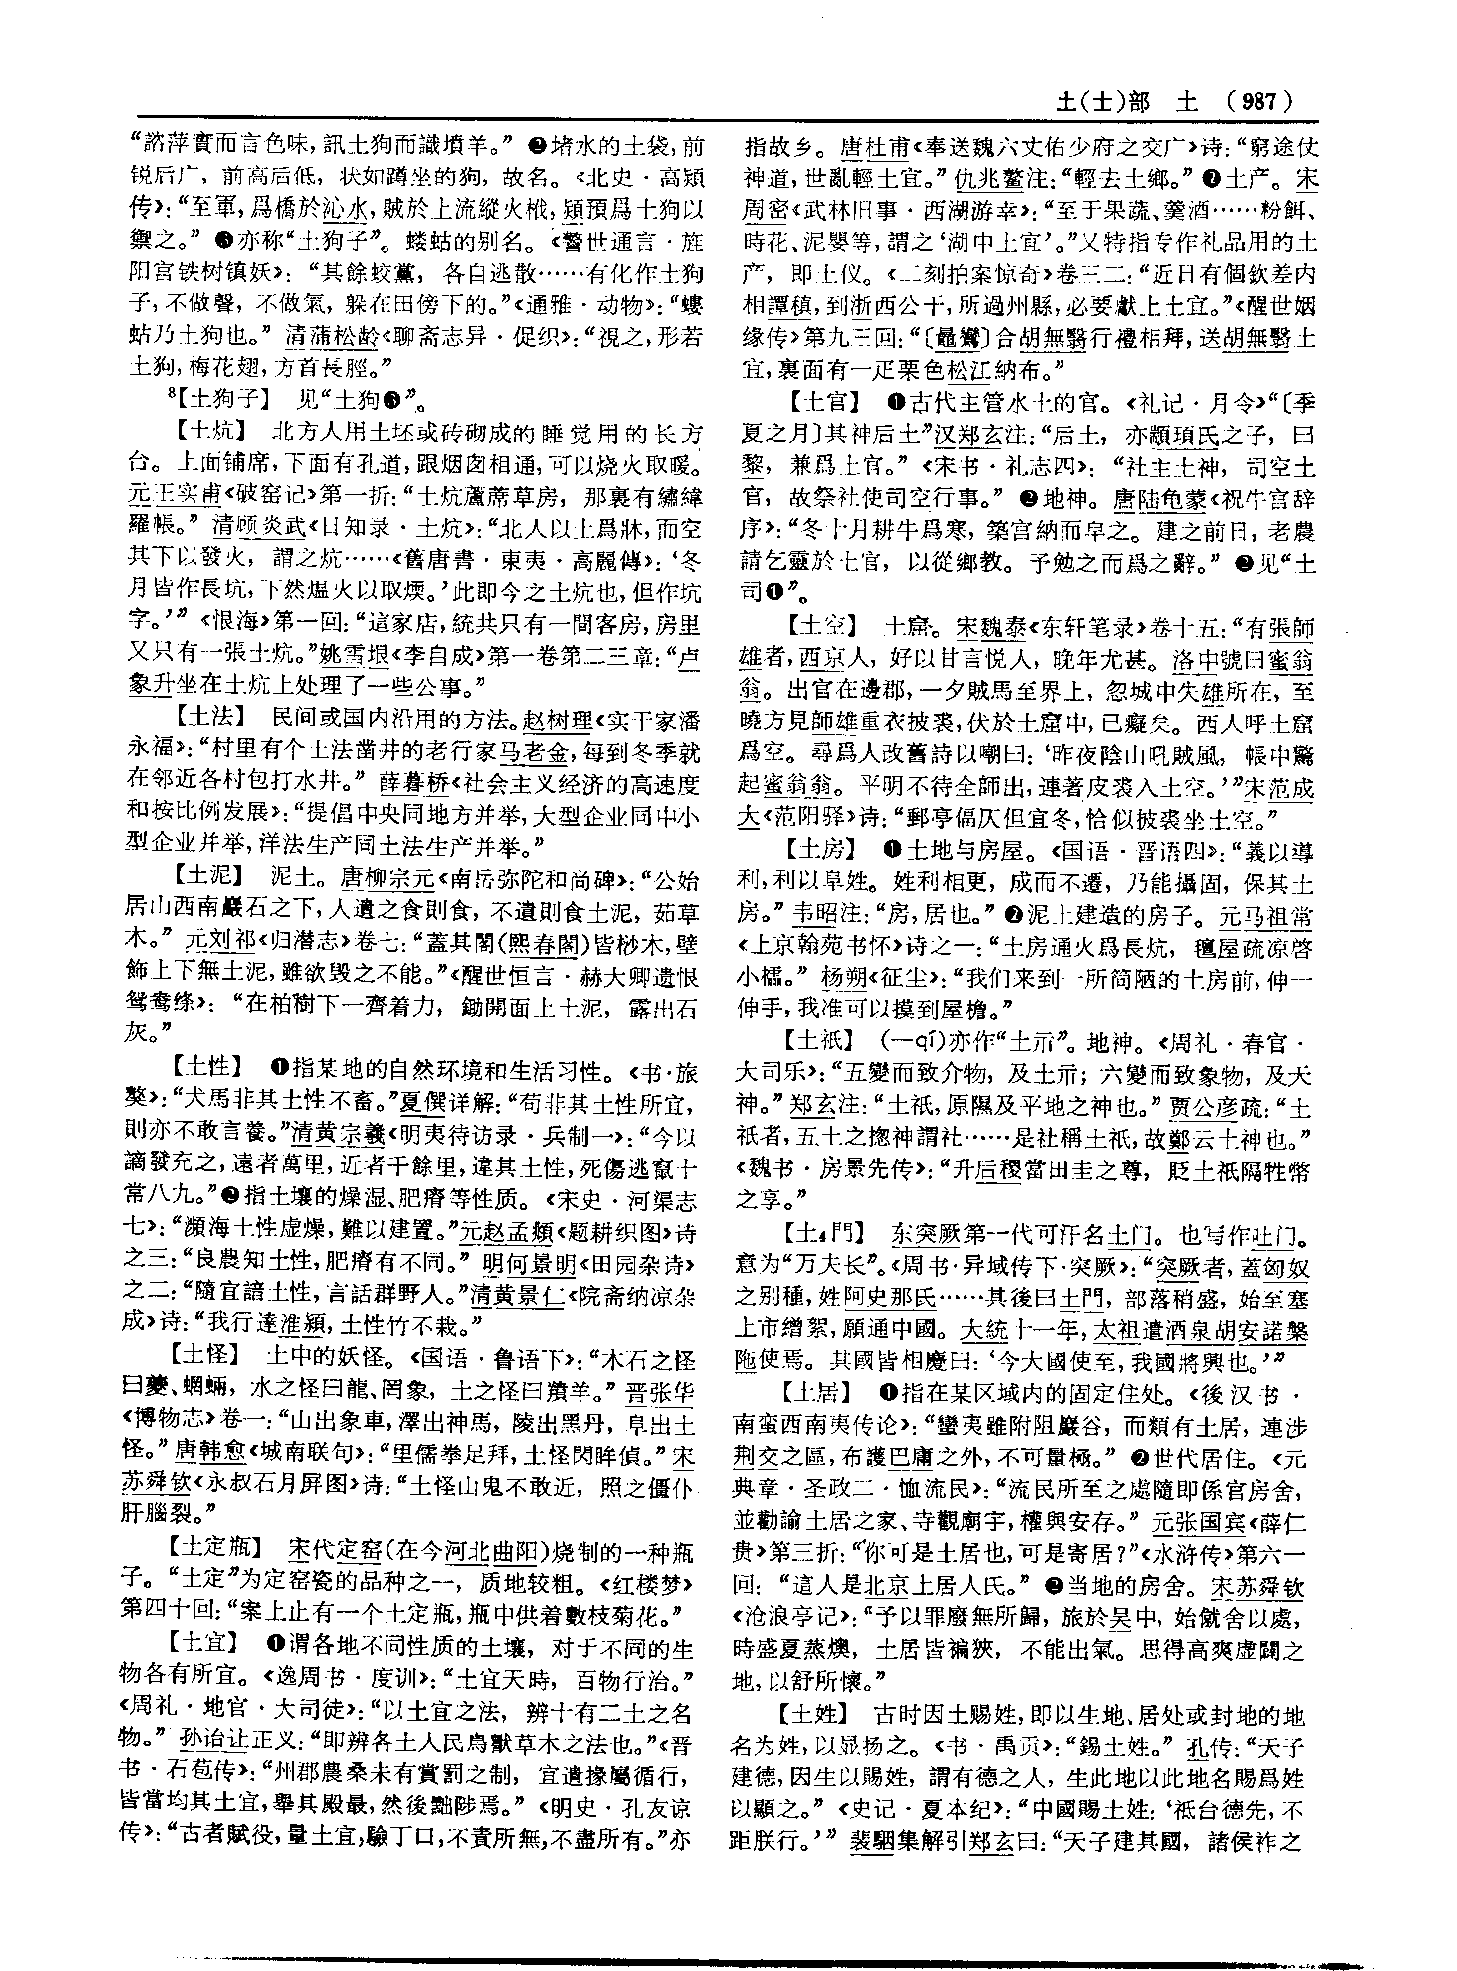 土(士)部　土　(987)
“諮萍實而言色味，訊土狗而識墳羊。” ❷堵水的土袋，前
锐后广，前高后低，状如蹲坐的狗，故名。《北史·高颎
传》：“至軍，爲橋於沁水，賊於上流縱火栰，熲預爲土狗以
禦之。” ❸亦称“土狗子”。蝼蛄的别名。《警世通言·旌
阳宫铁树镇妖》：“其餘蛟黨，各自逃散……有化作土狗
子，不做聲，不做氣，躲在田傍下的。”《通雅·动物》：“螻
蛄乃土狗也。” 清蒲松龄《聊斋志异·促织》：“視之，形若
土狗，梅花翅，方首長脛。”
⁸【土狗子】　见“土狗❸”。
【土炕】　北方人用土坯或砖砌成的睡觉用的长方
台。上面铺席，下面有孔道，跟烟囱相通，可以烧火取暖。
元王实甫《破窑记》第一折：“土炕蘆蓆草房，那裏有繡緯
羅帳。” 清顾炎武《日知录·土炕》：“北人以土爲牀，而空
其下以發火，謂之炕……《舊唐書·東夷·高麗傳》：‘冬
月皆作長坑，下然熅火以取煗。’此即今之土炕也，但作坑
字。’” 《恨海》第一回：“這家店，統共只有一間客房，房里
又只有一張土炕。”姚雪垠《李自成》第一卷第二三章：“卢
象升坐在土炕上处理了一些公事。”
【土法】　民间或国内沿用的方法。赵树理《实干家潘
永福》：“村里有个土法凿井的老行家马老金，每到冬季就
在邻近各村包打水井。” 薛暮桥《社会主义经济的高速度
和按比例发展》：“提倡中央同地方并举，大型企业同中小
型企业并举，洋法生产同土法生产并举。”
【土泥】　泥土。唐柳宗元《南岳弥陀和尚碑》：“公始
居山西南巖石之下，人遺之食則食，不遺則食土泥，茹草
木。” 元刘祁《归潜志》卷七：“蓋其閣(熙春閣)皆桫木，壁
飾上下無土泥，雖欲毁之不能。”《醒世恒言·赫大卿遗恨
鸳鸯绦》：“在柏樹下一齊着力，鋤開面上土泥，露出石
灰。”
【土性】　❶指某地的自然环境和生活习性。《书·旅
獒》：“犬馬非其土性不畜。”夏僎详解：“苟非其土性所宜，
則亦不敢言養。”清黄宗羲《明夷待访录·兵制一》：“今以
謫發充之，遠者萬里，近者千餘里，違其土性，死傷逃竄十
常八九。”❷指土壤的燥湿、肥瘠等性质。《宋史·河渠志
七》：“瀕海土性虚燥，難以建置。”元赵孟頫《题耕织图》诗
之三：“良農知土性，肥瘠有不同。” 明何景明《田园杂诗》
之二：“隨宜諳土性，言話群野人。”清黄景仁《院斋纳凉杂
成》诗：“我行達淮潁，土性竹不栽。”
【土怪】　土中的妖怪。《国语·鲁语下》：“木石之怪
曰夔、蝄蜽，水之怪曰龍、罔象，土之怪曰羵羊。” 晋张华
《博物志》卷一：“山出象車，澤出神馬，陵出黑丹，阜出土
怪。” 唐韩愈《城南联句》：“里儒拳足拜，土怪閃眸偵。” 宋
苏舜钦《永叔石月屏图》诗：“土怪山鬼不敢近，照之僵仆
肝腦裂。”
【土定瓶】　宋代定窑(在今河北曲阳)烧制的一种瓶
子。“土定”为定窑瓷的品种之一，质地较粗。《红楼梦》
第四十回：“案上止有一个土定瓶，瓶中供着數枝菊花。”
【土宜】　❶谓各地不同性质的土壤，对于不同的生
物各有所宜。《逸周书·度训》：“土宜天時，百物行治。”
《周礼·地官·大司徒》：“以土宜之法，辨十有二土之名
物。” 孙诒让正义：“即辨各土人民鳥獸草木之法也。”《晋
书·石苞传》：“州郡農桑未有賞罰之制，宜遣掾屬循行，
皆當均其土宜，舉其殿最，然後黜陟焉。” 《明史·孔友谅
传》：“古者賦役，量土宜，驗丁口，不責所無，不盡所有。”亦
指故乡。唐杜甫《奉送魏六丈佑少府之交广》诗：“窮途仗
神道，世亂輕土宜。” 仇兆鳌注：“輕去土鄉。” ❷土产。宋
周密《武林旧事·西湖游幸》：“至于果蔬、羹酒……粉餌、
時花、泥嬰等，謂之‘湖中土宜’。”又特指专作礼品用的土
产，即土仪。《二刻拍案惊奇》卷三二：“近日有個欽差内
相譚稹，到浙西公干，所過州縣，必要獻上土宜。”《醒世姻
缘传》第九三回：“〔晁鸞〕合胡無翳行禮相拜，送胡無翳土
宜，裏面有一疋栗色松江納布。”
【土官】　❶古代主管水土的官。《礼记·月令》“〔季
夏之月〕其神后土”汉郑玄注：“后土，亦顓頊氏之子，曰
黎，兼爲土官。” 《宋书·礼志四》：“社主土神，司空土
官，故祭社使司空行事。” ❷地神。唐陆龟蒙《祝牛宫辞
序》：“冬十月耕牛爲寒，築宫納而皁之。建之前日，老農
請乞靈於土官，以從鄉教。予勉之而爲之辭。” ❸见“土
司❶”。
【土空】　土窟。宋魏泰《东轩笔录》卷十五：“有張師
雄者，西京人，好以甘言悦人，晚年尤甚。洛中號曰蜜翁
翁。出官在邊郡，一夕賊馬至界上，忽城中失雄所在，至
曉方見師雄重衣披裘，伏於土窟中，已癡矣。西人呼土窟
爲空。尋爲人改舊詩以嘲曰：‘昨夜陰山吼賊風，帳中驚
起蜜翁翁。平明不待全師出，連著皮裘入土空。’”宋范成
大《范阳驿》诗：“郵亭偪仄但宜冬，恰似披裘坐土空。”
【土房】　❶土地与房屋。《国语·晋语四》：“義以導
利，利以阜姓。姓利相更，成而不遷，乃能攝固，保其土
房。” 韦昭注：“房，居也。” ❷泥土建造的房子。元马祖常
《上京翰苑书怀》诗之一：“土房通火爲長炕，氊屋疏凉啓
小櫺。” 杨朔《征尘》：“我们来到一所简陋的土房前，伸一
伸手，我准可以摸到屋檐。”
【土祇】　(—qí)亦作“土示”。地神。《周礼·春官·
大司乐》：“五變而致介物，及土示；六變而致象物，及天
神。” 郑玄注：“土祇，原隰及平地之神也。” 贾公彦疏：“土
祇者，五土之揔神謂社……是社稱土祇，故鄭云土神也。”
《魏书·房景先传》：“升后稷當出圭之尊，貶土祇隔牲幣
之享。”
【土₄門】　东突厥第一代可汗名土门。也写作吐门。
意为“万夫长”。《周书·异域传下·突厥》：“突厥者，蓋匈奴
之别種，姓阿史那氏……其後曰土門，部落稍盛，始至塞
上市繒絮，願通中國。大統十一年，太祖遣酒泉胡安諾槃
陁使焉。其國皆相慶曰：‘今大國使至，我國將興也。’”
【土居】　❶指在某区域内的固定住处。《後汉书·
南蛮西南夷传论》：“蠻夷雖附阻巖谷，而類有土居，連涉
荆交之區，布護巴庸之外，不可量極。” ❷世代居住。《元
典章·圣政二·恤流民》：“流民所至之處隨即係官房舍，
並勸諭土居之家、寺觀廟宇，權與安存。” 元张国宾《薛仁
贵》第三折：“你可是土居也，可是寄居？”《水浒传》第六一
回：“這人是北京土居人氏。” ❸当地的房舍。宋苏舜钦
《沧浪亭记》：“予以罪廢無所歸，旅於吴中，始僦舍以處，
時盛夏蒸燠，土居皆褊狹，不能出氣。思得高爽虚闢之
地，以舒所懷。”
【土姓】　古时因土赐姓，即以生地、居处或封地的地
名为姓，以显扬之。《书·禹贡》：“錫土姓。” 孔传：“天子
建德，因生以賜姓，謂有德之人，生此地以此地名賜爲姓
以顯之。” 《史记·夏本纪》：“中國賜土姓：‘祗台德先，不
距朕行。’” 裴駰集解引郑玄曰：“天子建其國，諸侯祚之